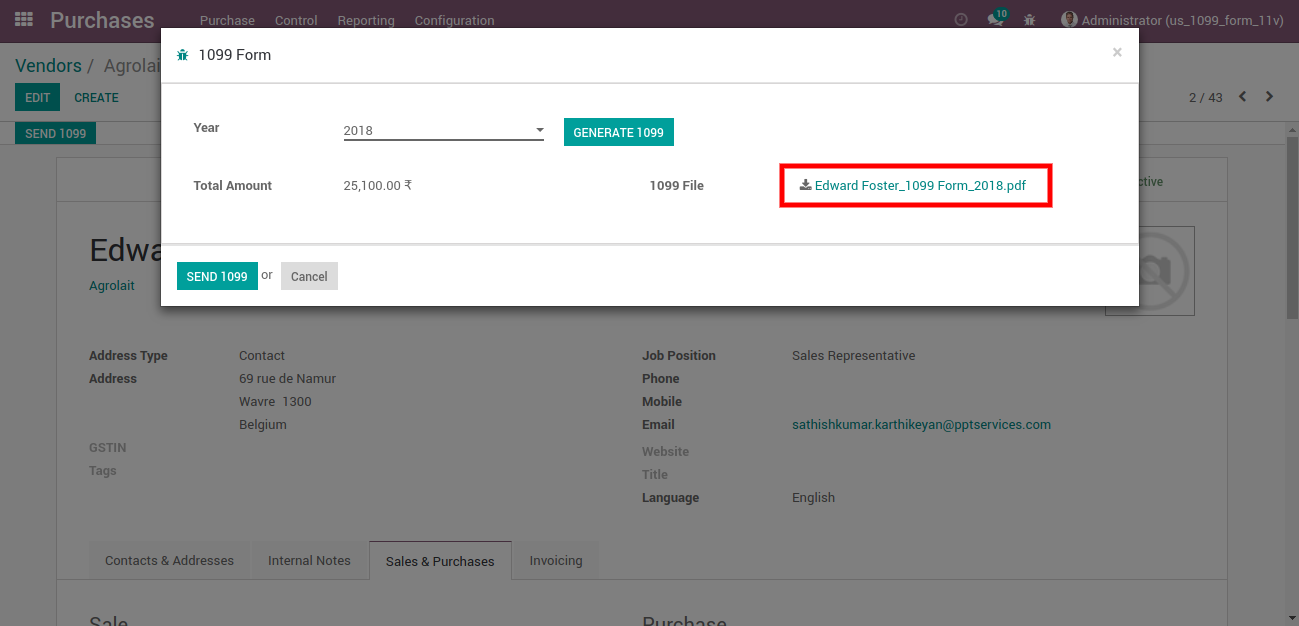 Purchases Purchase Control Reporting Configuration 10 Administrator (us_1099_form_11v)
1099 Form ×
Vendors / Agrolai
EDIT CREATE 2 / 43
SEND 1099
Year 2018 GENERATE 1099
Total Amount 25,100.00 ₹ 1099 File Edward Foster_1099 Form_2018.pdf
ctive
Edwa
Agrolait
SEND 1099 or Cancel
Address Type Contact Job Position Sales Representative
Address 69 rue de Namur Phone
Wavre 1300 Mobile
Belgium Email sathishkumar.karthikeyan@pptservices.com
GSTIN Website
Tags Title
Language English
Contacts & Addresses Internal Notes Sales & Purchases Invoicing
Sale Purchase